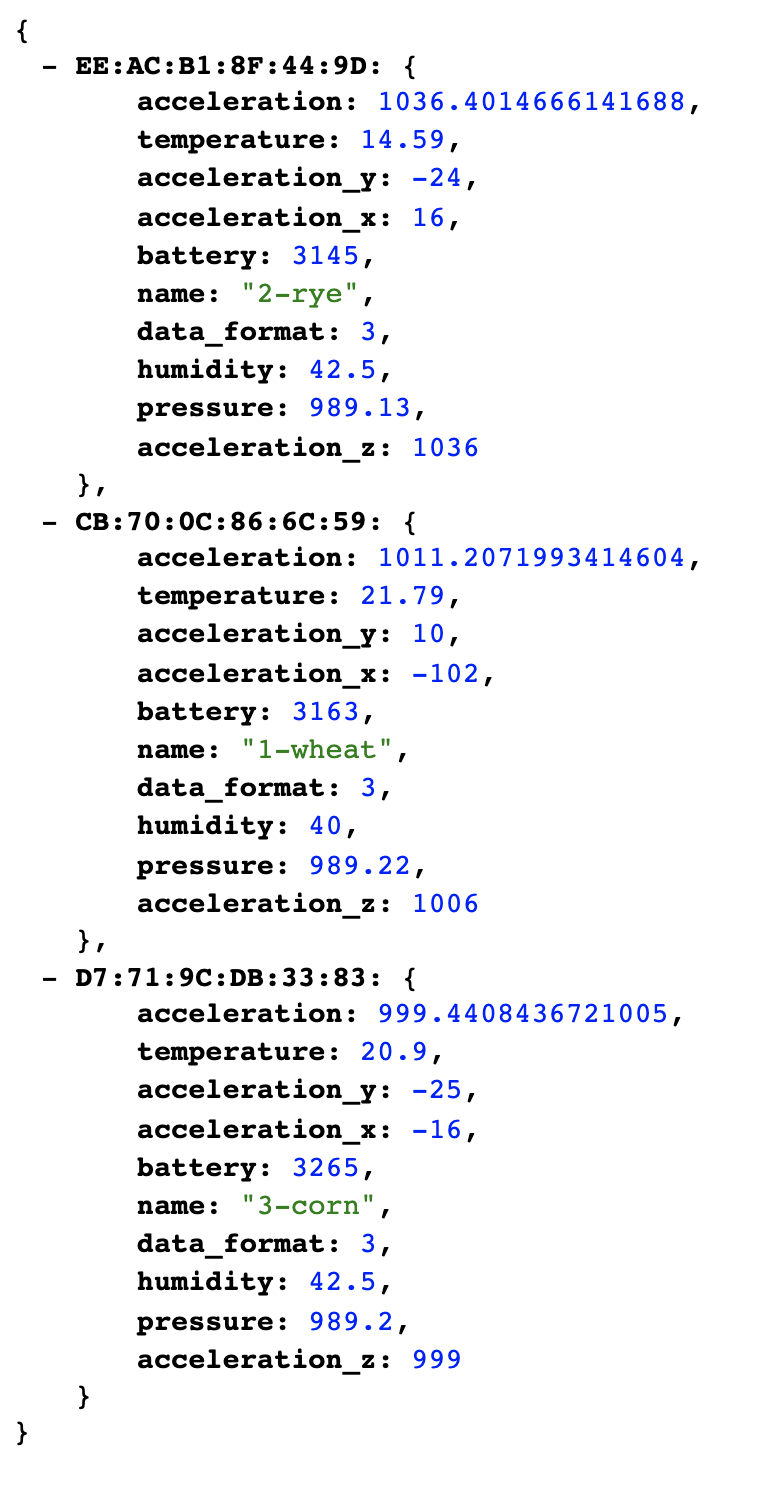 {
- EE:AC:B1:8F:44:9D: {
acceleration: 1036.4014666141688,
temperature: 14.59,
acceleration_y: -24,
acceleration_x: 16,
battery: 3145,
name: "2-rye",
data_format: 3,
humidity: 42.5,
pressure: 989.13,
acceleration_z: 1036
},
- CB:70:0C:86:6C:59: {
acceleration: 1011.2071993414604,
temperature: 21.79,
acceleration_y: 10,
acceleration_x: -102,
battery: 3163,
name: "1-wheat",
data_format: 3,
humidity: 40,
pressure: 989.22,
acceleration_z: 1006
},
- D7:71:9C:DB:33:83: {
acceleration: 999.4408436721005,
temperature: 20.9,
acceleration_y: -25,
acceleration_x: -16,
battery: 3265,
name: "3-corn",
data_format: 3,
humidity: 42.5,
pressure: 989.2,
acceleration_z: 999
}
}